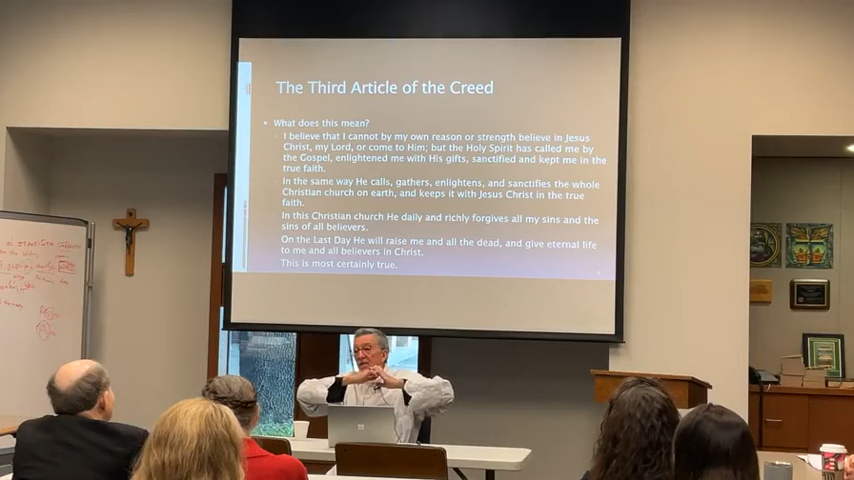 The Third Article of the Creed
What does this mean?
I believe that I cannot by my own reason or strength believe in Jesus
Christ, my Lord, or come to Him; but the Holy Spirit has called me by
the Gospel, enlightened me with His gifts, sanctified and kept me in the
true faith.
In the same way He calls, gathers, enlightens, and sanctifies the whole
Christian church on earth, and keeps it with Jesus Christ in the true
faith.
In this Christian church He daily and richly forgives all my sins and the
sins of all believers.
On the Last Day He will raise me and all the dead, and give eternal life
to me and all believers in Christ.
This is most certainly true.